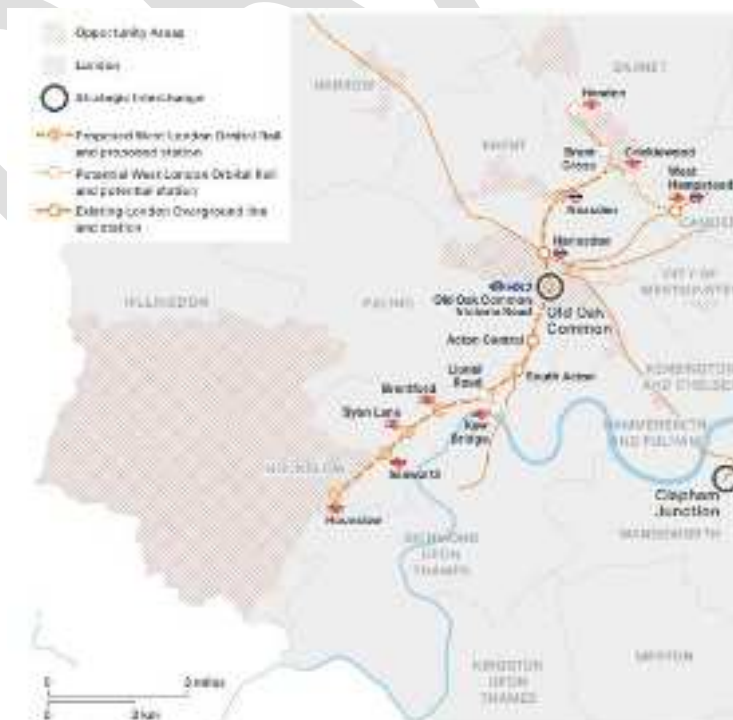 Opportunity Areas
London
Strategic Interchange
Proposed West London Orbital Rail
and proposed station
Potential West London Orbital Rail
and potential station
Existing London Overground line
and station
HARROW
BARNET
Hendon
BRENT
Brent
Cross
Cricklewood
West
Hampstead
Neasden
CAMDEN
Harlesden
CITY OF
WESTMINSTER
HILLINGDON
EALING
HS2
Old Oak Common
Victoria Road
Old Oak
Common
Acton Central
Lionel
Road
South Acton
KENSINGTON
AND CHELSEA
Brentford
Syon Lane
Kew
Bridge
HAMMERSMITH
AND FULHAM
HOUNSLOW
Isleworth
Clapham
Junction
Hounslow
WANDSWORTH
RICHMOND
UPON
THAMES
KINGSTON
UPON
THAMES
MERTON
0
3 miles
0
3 km